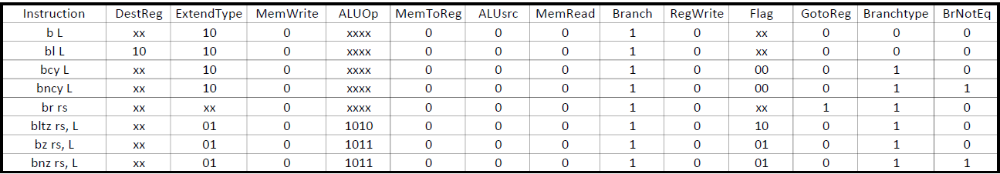 Instruction DestReg ExtendType MemWrite ALUOp MemToReg ALUsrc MemRead Branch RegWrite Flag GotoReg Branchtype BrNotEq
b L xx 10 0 xxxx 0 0 0 1 0 xx 0 0 0
bl L 10 10 0 xxxx 0 0 0 1 0 xx 0 0 0
bcy L xx 10 0 xxxx 0 0 0 1 0 00 0 1 0
bncy L xx 10 0 xxxx 0 0 0 1 0 00 0 1 1
br rs xx xx 0 xxxx 0 0 0 1 0 xx 1 1 0
bltz rs, L xx 01 0 1010 0 0 0 1 0 10 0 1 0
bz rs, L xx 01 0 1011 0 0 0 1 0 01 0 1 0
bnz rs, L xx 01 0 1011 0 0 0 1 0 01 0 1 1